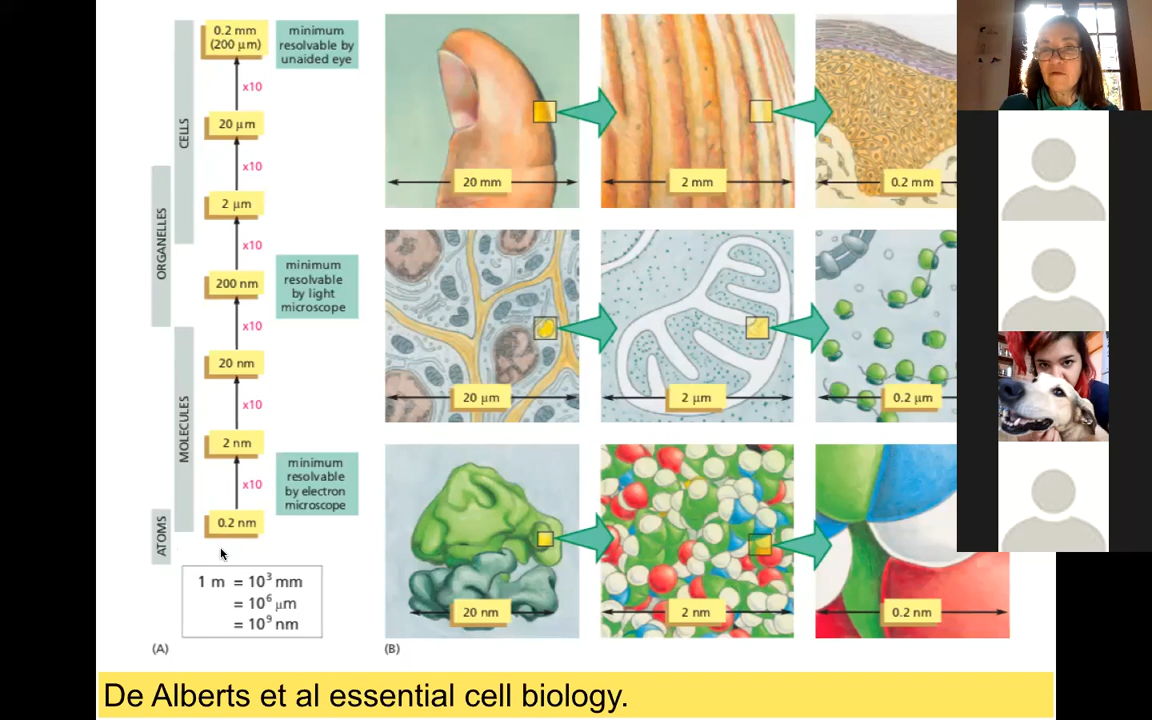 0.2 mm
(200 µm)
minimum
resolvable by
unaided eye
x10
CELLS
20 µm
x10
2 µm
ORGANELLES
x10
200 nm
minimum
resolvable
by light
microscope
x10
20 nm
x10
MOLECULES
2 nm
minimum
resolvable
by electron
microscope
x10
0.2 nm
ATOMS
1 m = 10³ mm
= 10⁶ µm
= 10⁹ nm
(A)
20 mm
2 mm
0.2 mm
20 µm
2 µm
0.2 µm
20 nm
2 nm
0.2 nm
(B)
De Alberts et al essential cell biology.